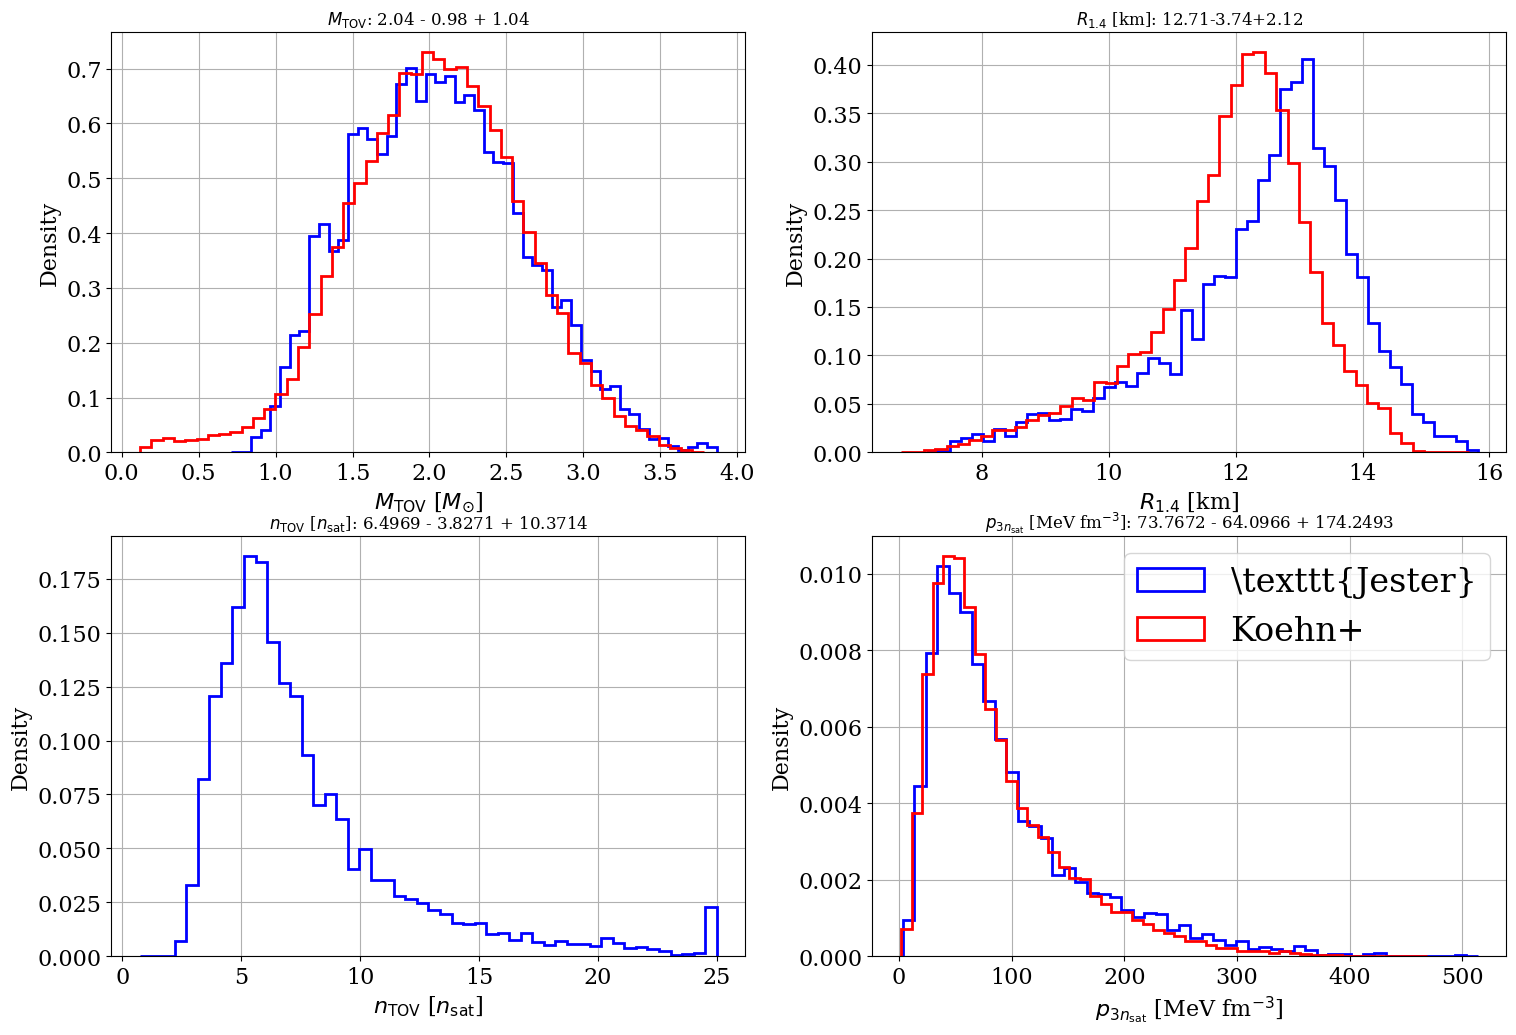 M_TOV: 2.04 - 0.98 + 1.04
Density
0.7
0.6
0.5
0.4
0.3
0.2
0.1
0.0
0.0 0.5 1.0 1.5 2.0 2.5 3.0 3.5 4.0
M_TOV [M_⊙]
R_1.4 [km]: 12.71-3.74+2.12
Density
0.40
0.35
0.30
0.25
0.20
0.15
0.10
0.05
0.00
8 10 12 14 16
R_1.4 [km]
n_TOV [n_sat]: 6.4969 - 3.8271 + 10.3714
Density
0.175
0.150
0.125
0.100
0.075
0.050
0.025
0.000
0 5 10 15 20 25
n_TOV [n_sat]
p_3n_sat [MeV fm⁻³]: 73.7672 - 64.0966 + 174.2493
Density
0.010
0.008
0.006
0.004
0.002
0.000
0 100 200 300 400 500
p_3n_sat [MeV fm⁻³]
\texttt{Jester}
Koehn+